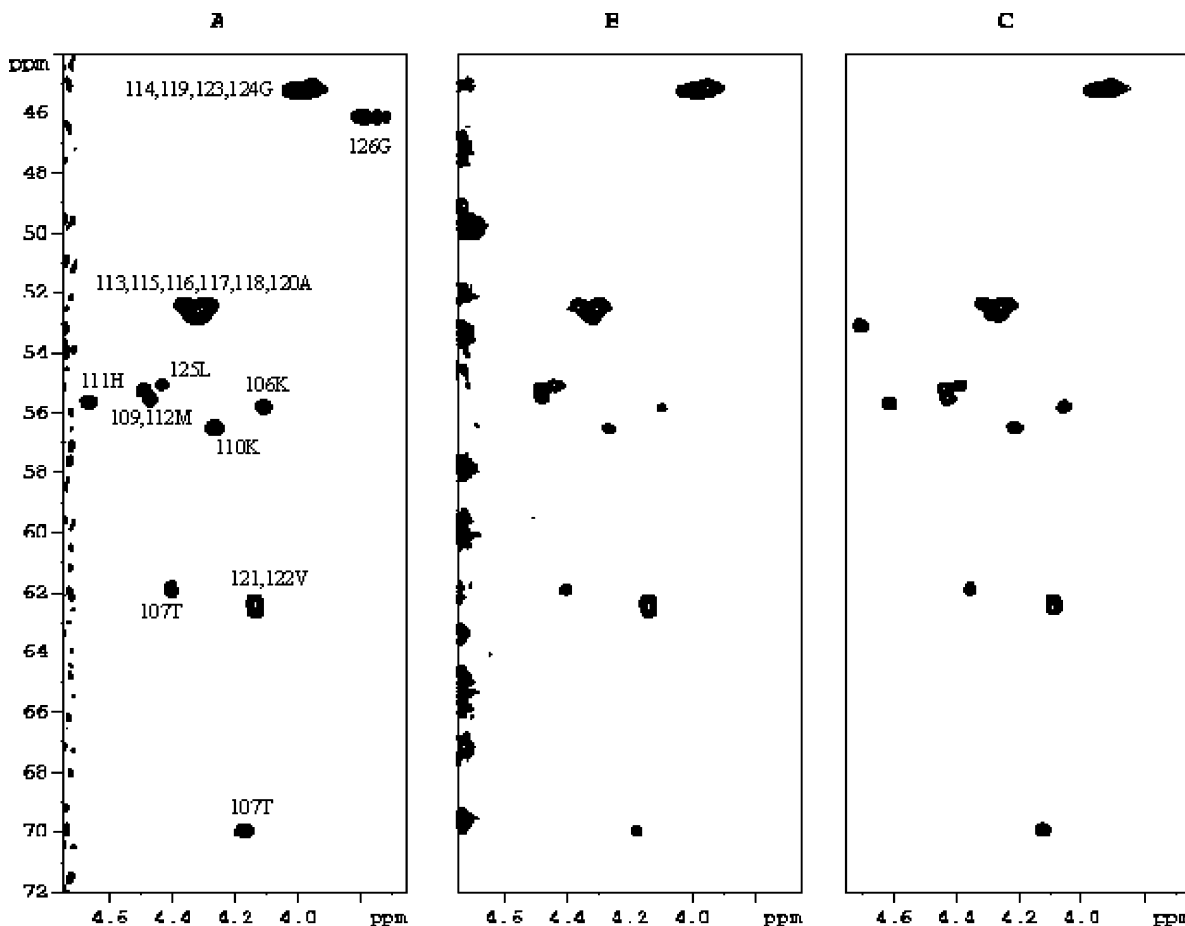 A B C
ppm
114,119,123,124G
46
126G
48
50
113,115,116,117,118,120A
52
54
125L
111H 106K
56
109,112M
110K
58
60
121,122V
62
107T
64
66
68
107T
70
72
4.6 4.4 4.2 4.0 ppm 4.6 4.4 4.2 4.0 ppm 4.6 4.4 4.2 4.0 ppm